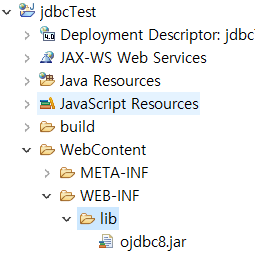 jdbcTest
Deployment Descriptor: jdbc
JAX-WS Web Services
Java Resources
JavaScript Resources
build
WebContent
META-INF
WEB-INF
lib
ojdbc8.jar